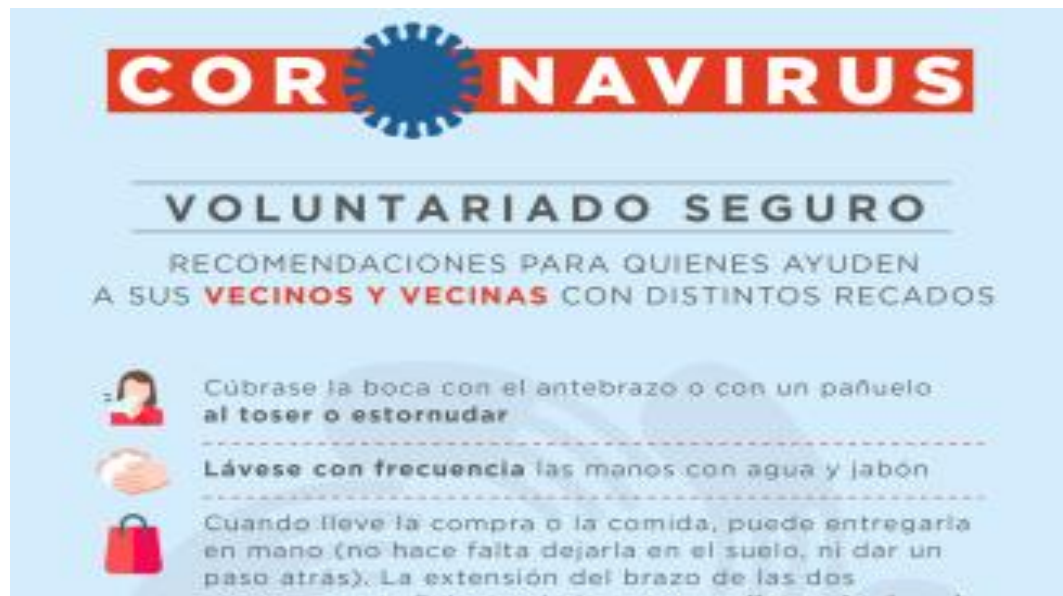 CORONAVIRUS
VOLUNTARIADO SEGURO
RECOMENDACIONES PARA QUIENES AYUDEN
A SUS VECINOS Y VECINAS CON DISTINTOS RECADOS
Cúbrase la boca con el antebrazo o con un pañuelo
al toser o estornudar
Lávese con frecuencia las manos con agua y jabón
Cuando lleve la compra o la comida, puede entregarla
en mano (no hace falta dejarla en el suelo, ni dar un
paso atrás). La extensión del brazo de las dos